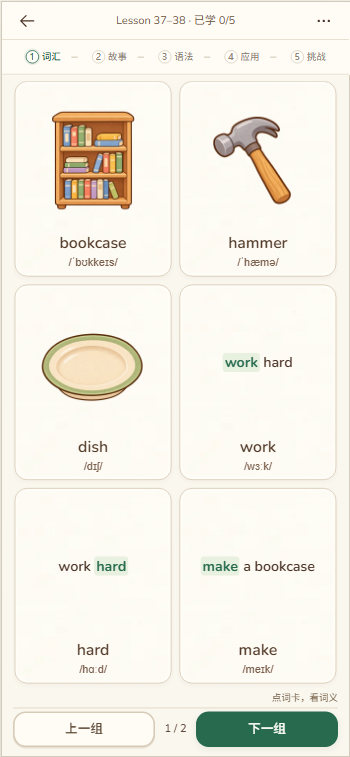 Lesson 37–38 · 已学 0/5
1 词汇 – 2 故事 – 3 语法 – 4 应用 – 5 挑战
bookcase
/ˈbʊkkeɪs/
hammer
/ˈhæmə/
dish
/dɪʃ/
work hard
work
/wɜːk/
work hard
hard
/hɑːd/
make a bookcase
make
/meɪk/
点词卡，看词义
上一组
1 / 2
下一组